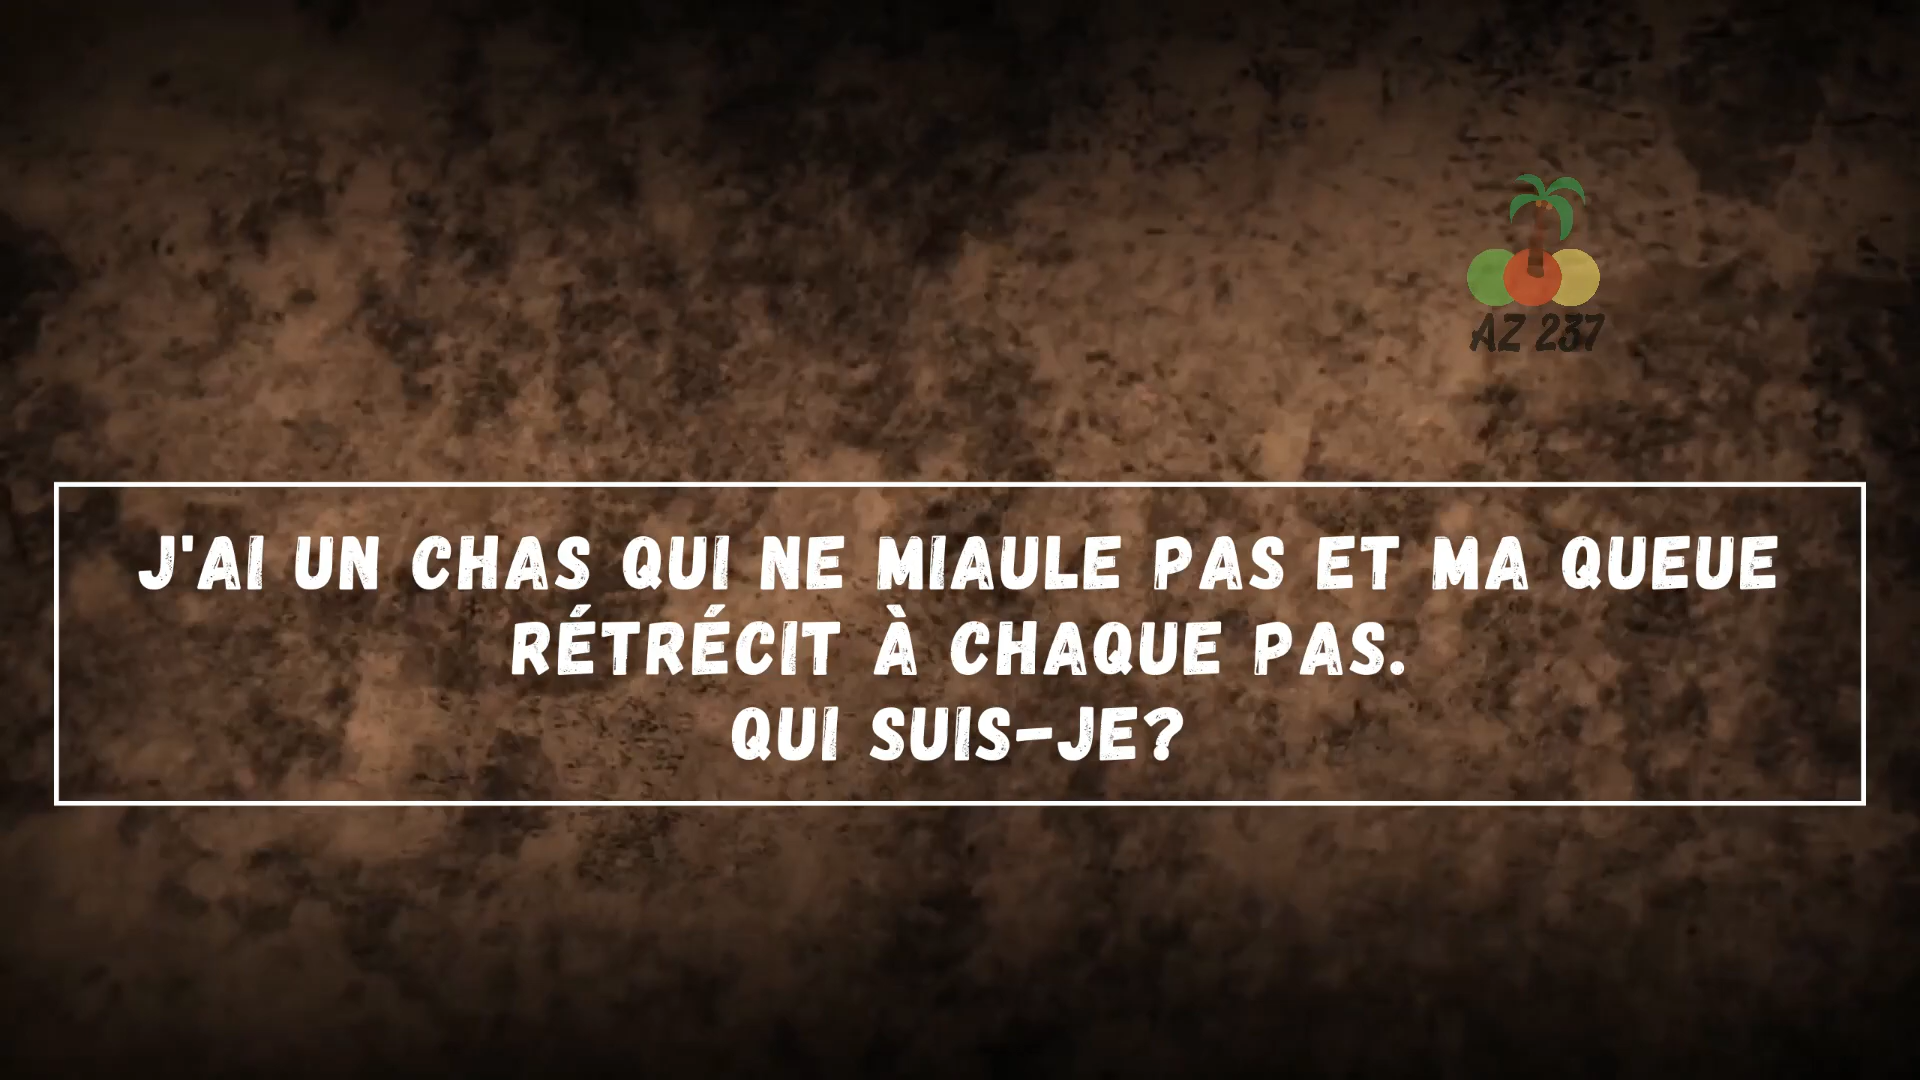 AZ 237
J'AI UN CHAS QUI NE MIAULE PAS ET MA QUEUE
RÉTRÉCIT À CHAQUE PAS.
QUI SUIS-JE?